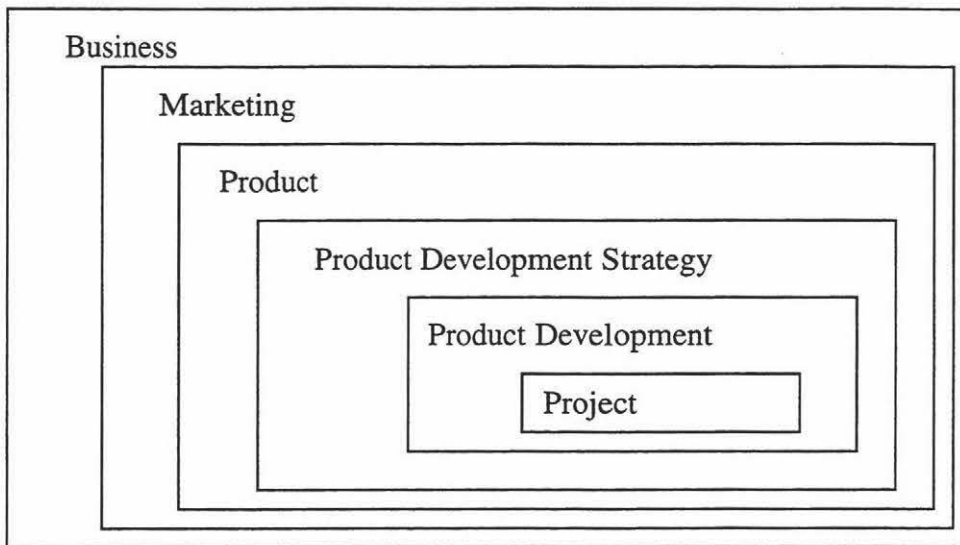 Business
Marketing
Product
Product Development Strategy
Product Development
Project